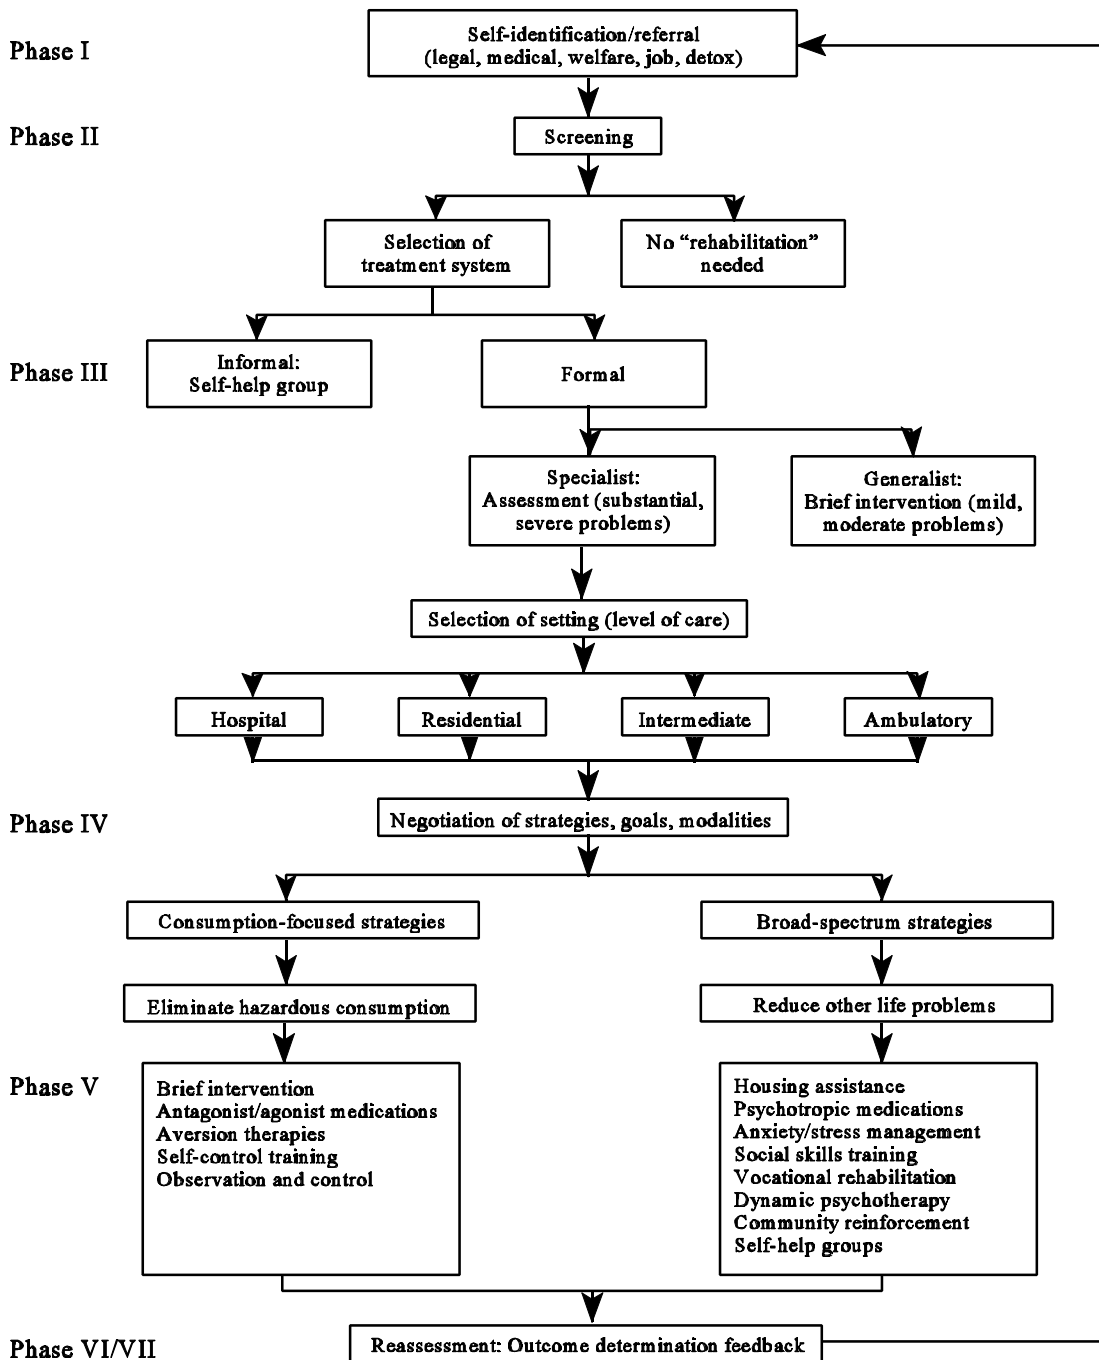 Phase I
Self-identification/referral
(legal, medical, welfare, job, detox)
Phase II
Screening
Selection of
treatment system
No “rehabilitation”
needed
Phase III
Informal:
Self-help group
Formal
Specialist:
Assessment (substantial,
severe problems)
Generalist:
Brief intervention (mild,
moderate problems)
Selection of setting (level of care)
Hospital
Residential
Intermediate
Ambulatory
Phase IV
Negotiation of strategies, goals, modalities
Consumption-focused strategies
Broad-spectrum strategies
Eliminate hazardous consumption
Reduce other life problems
Phase V
Brief intervention
Antagonist/agonist medications
Aversion therapies
Self-control training
Observation and control
Housing assistance
Psychotropic medications
Anxiety/stress management
Social skills training
Vocational rehabilitation
Dynamic psychotherapy
Community reinforcement
Self-help groups
Phase VI/VII
Reassessment: Outcome determination feedback